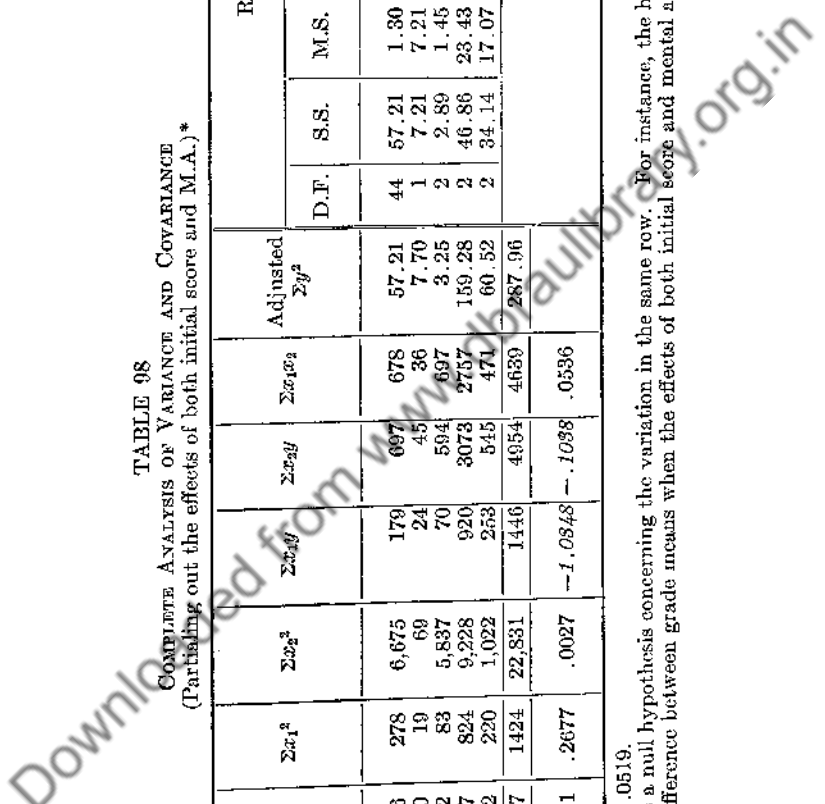 TABLE 98
COMPLETE ANALYSIS OF VARIANCE AND COVARIANCE
(Partialing out the effects of both initial score and M.A.)*
Σx₁² Σx₂² Σx₁y Σx₂y Σx₁x₂ Adjusted Σy² D.F. S.S. M.S.
278 6,675 179 697 678 57.21 44 57.21 1.30
19 69 24 45 36 7.70 1 7.21 7.21
83 5,837 70 594 697 3.25 2 2.89 1.45
824 9,228 920 3073 2757 159.28 2 46.86 23.43
220 1,022 253 545 471 60.52 2 34.14 17.07
1424 22,831 1446 4954 4639 287.96
1 .2677 .0027 —1.0848 —.1038 .0536
.0519.
a null hypothesis concerning the variation in the same row. For instance, the h
fference between grade means when the effects of both initial score and mental a
Downloaded from www.dbraulibrary.org.in